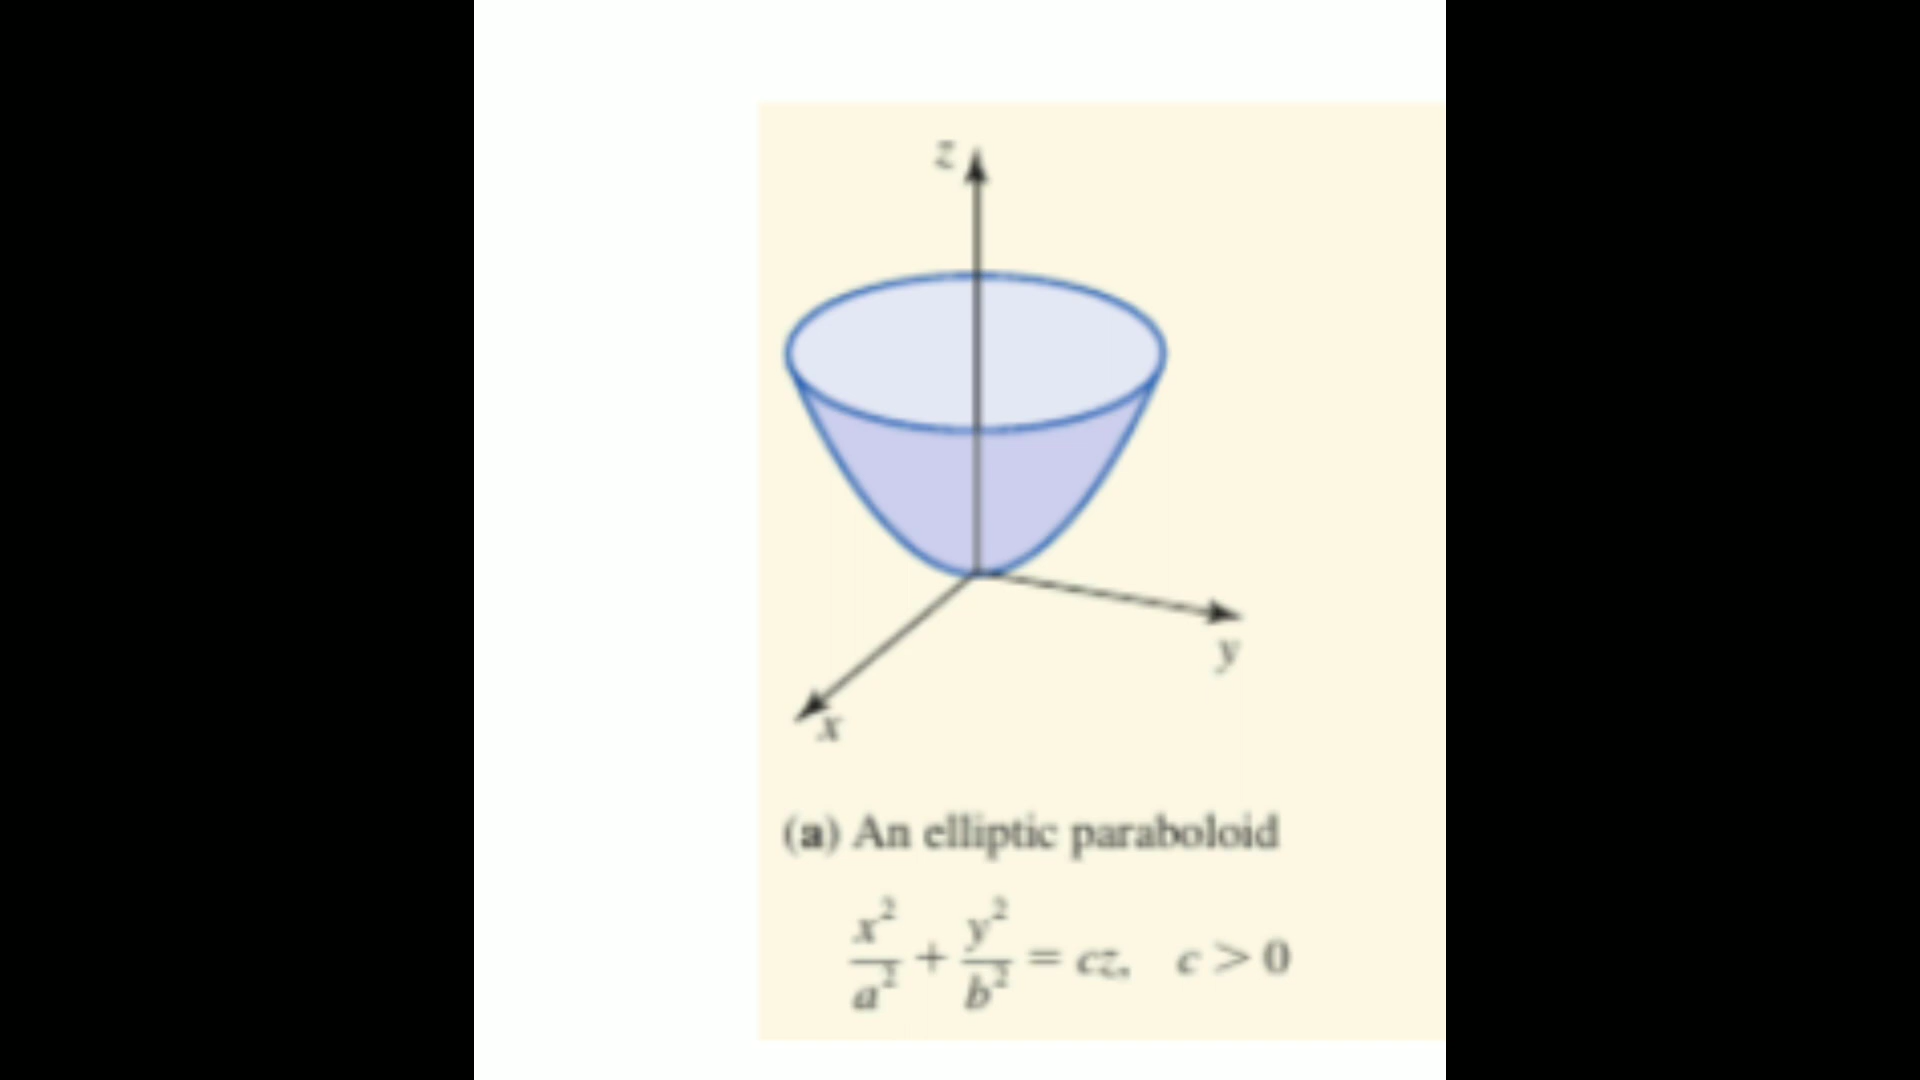 z
y
x
(a) An elliptic paraboloid
x²/a² + y²/b² = cz, c > 0